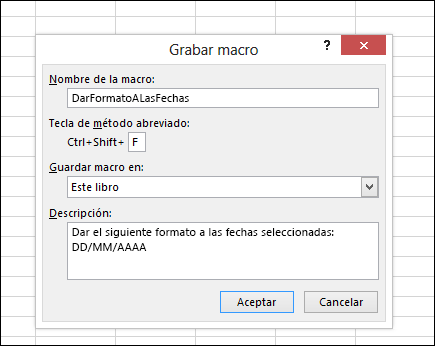 Grabar macro
?
Nombre de la macro:
DarFormatoALasFechas
Tecla de método abreviado:
Ctrl+Shift+ F
Guardar macro en:
Este libro
Descripción:
Dar el siguiente formato a las fechas seleccionadas:
DD/MM/AAAA
Aceptar Cancelar